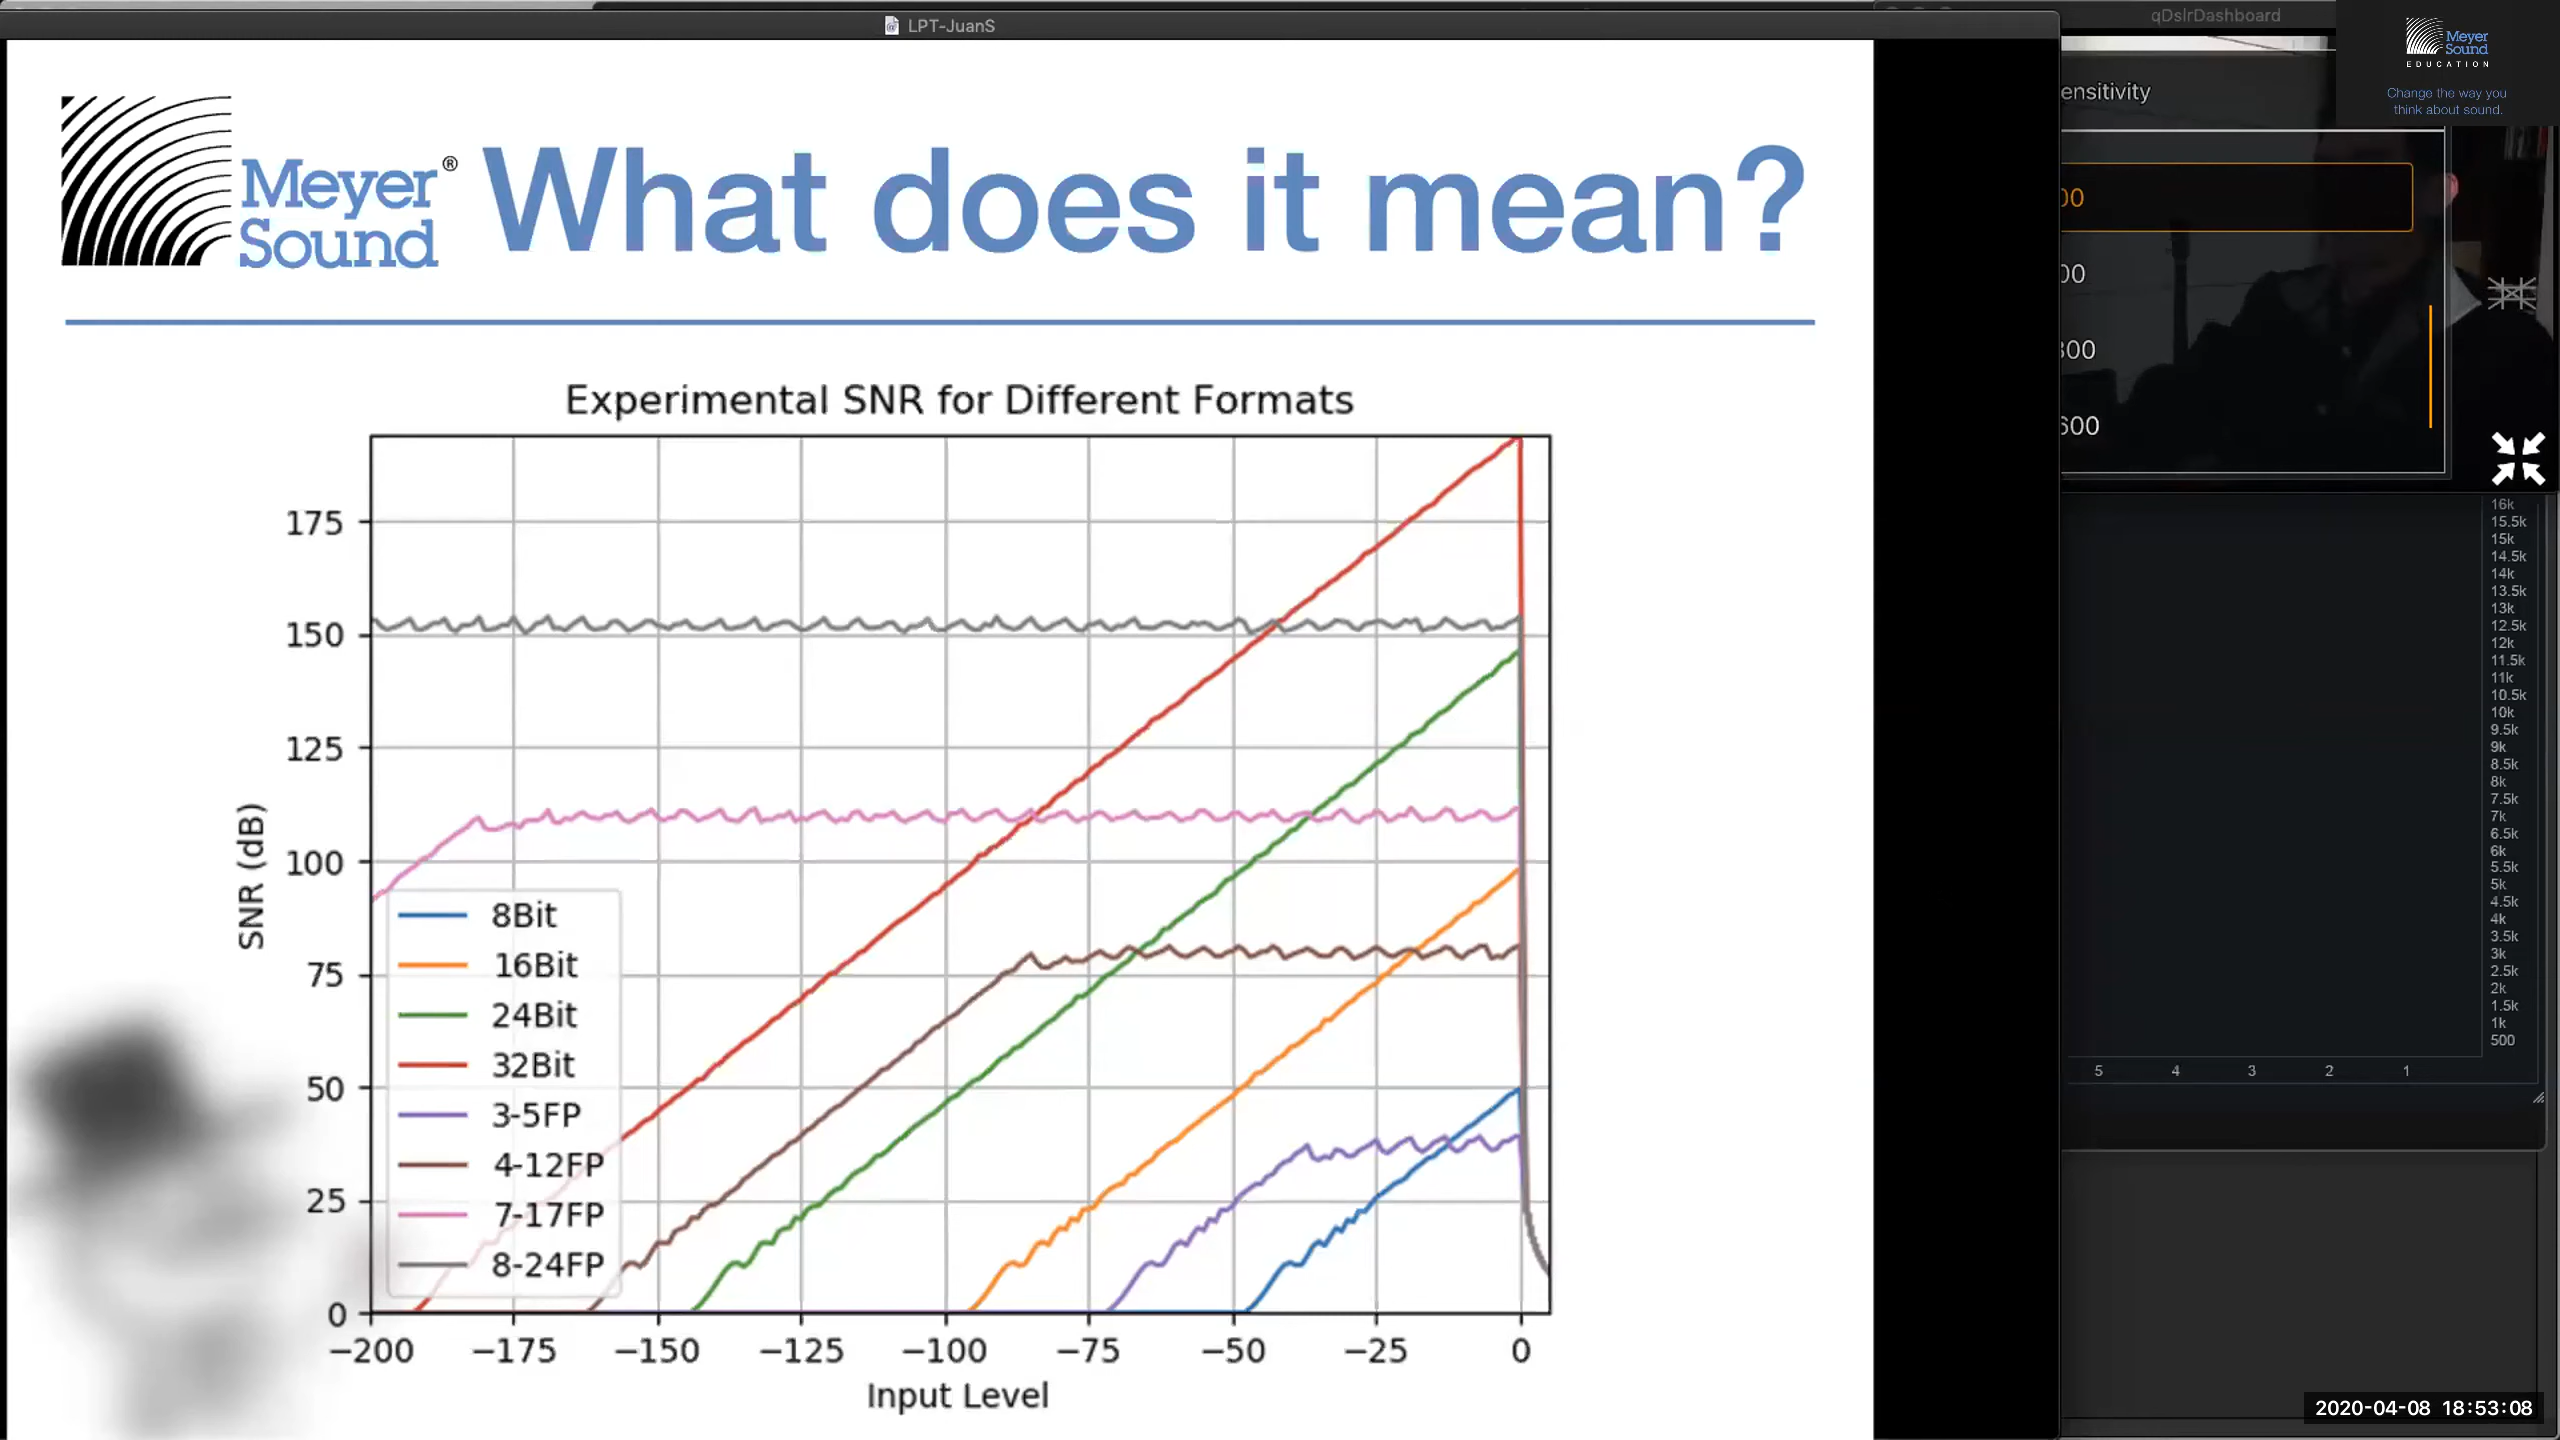 LPT-JuanS
qDslrDashboard
Meyer
Sound
EDUCATION
Change the way you
think about sound.
Meyer®
Sound
What does it mean?
ensitivity
00
00
300
600
Experimental SNR for Different Formats
SNR (dB)
175
150
125
100
75
50
25
0
8Bit
16Bit
24Bit
32Bit
3-5FP
4-12FP
7-17FP
8-24FP
−200 −175 −150 −125 −100 −75 −50 −25 0
Input Level
16k
15.5k
15k
14.5k
14k
13.5k
13k
12.5k
12k
11.5k
11k
10.5k
10k
9.5k
9k
8.5k
8k
7.5k
7k
6.5k
6k
5.5k
5k
4.5k
4k
3.5k
3k
2.5k
2k
1.5k
1k
500
5 4 3 2 1
2020-04-08 18:53:08